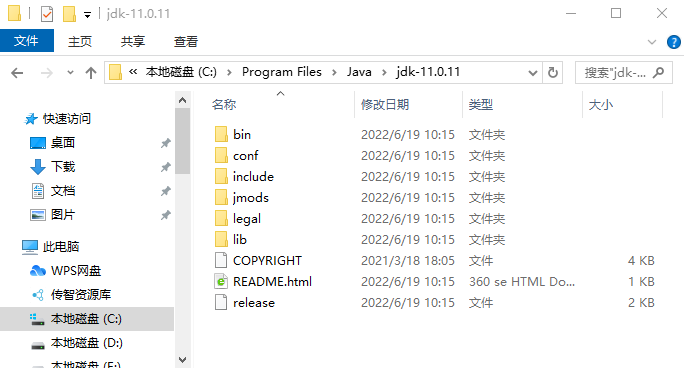 jdk-11.0.11
文件 主页 共享 查看
« 本地磁盘 (C:) Program Files Java jdk-11.0.11 搜索"jdk-...
名称 修改日期 类型 大小
快速访问
桌面
下载
文档
图片
此电脑
WPS网盘
传智资源库
本地磁盘 (C:)
本地磁盘 (D:)
本地磁盘 (E:)
bin 2022/6/19 10:15 文件夹
conf 2022/6/19 10:15 文件夹
include 2022/6/19 10:15 文件夹
jmods 2022/6/19 10:15 文件夹
legal 2022/6/19 10:15 文件夹
lib 2022/6/19 10:15 文件夹
COPYRIGHT 2021/3/18 18:05 文件 4 KB
README.html 2022/6/19 10:15 360 se HTML Do... 1 KB
release 2022/6/19 10:15 文件 2 KB